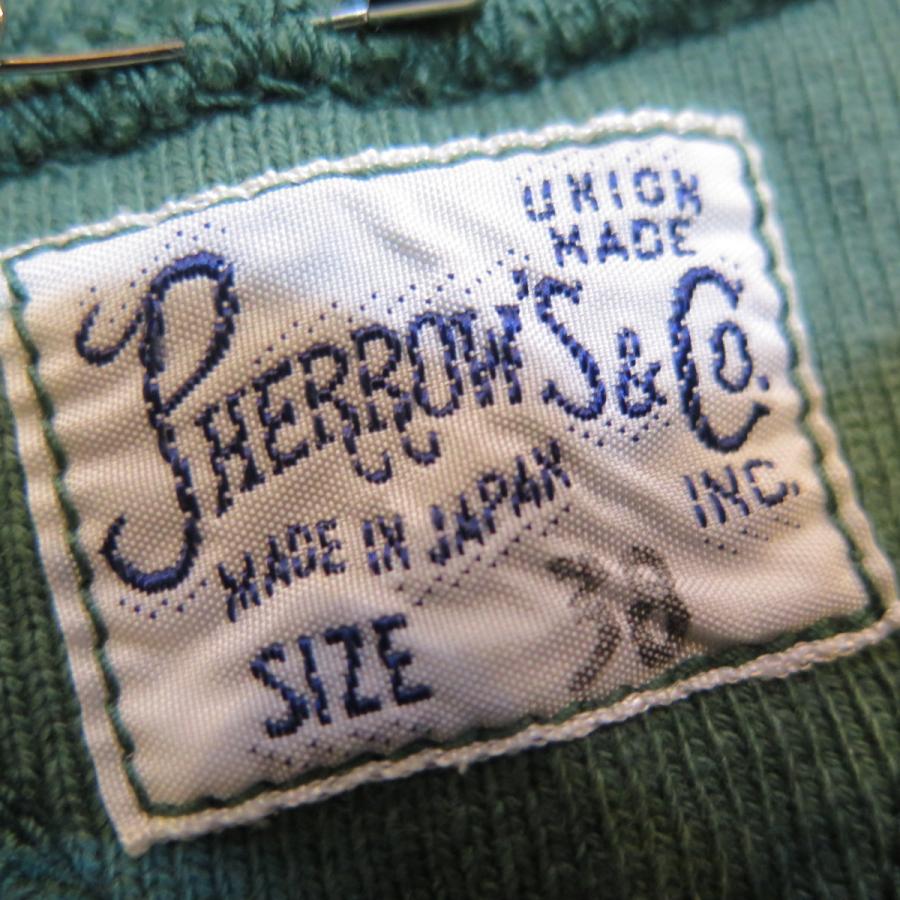 UNION
MADE
PHERROW'S & CO.
INC.
MADE IN JAPAN
SIZE 38